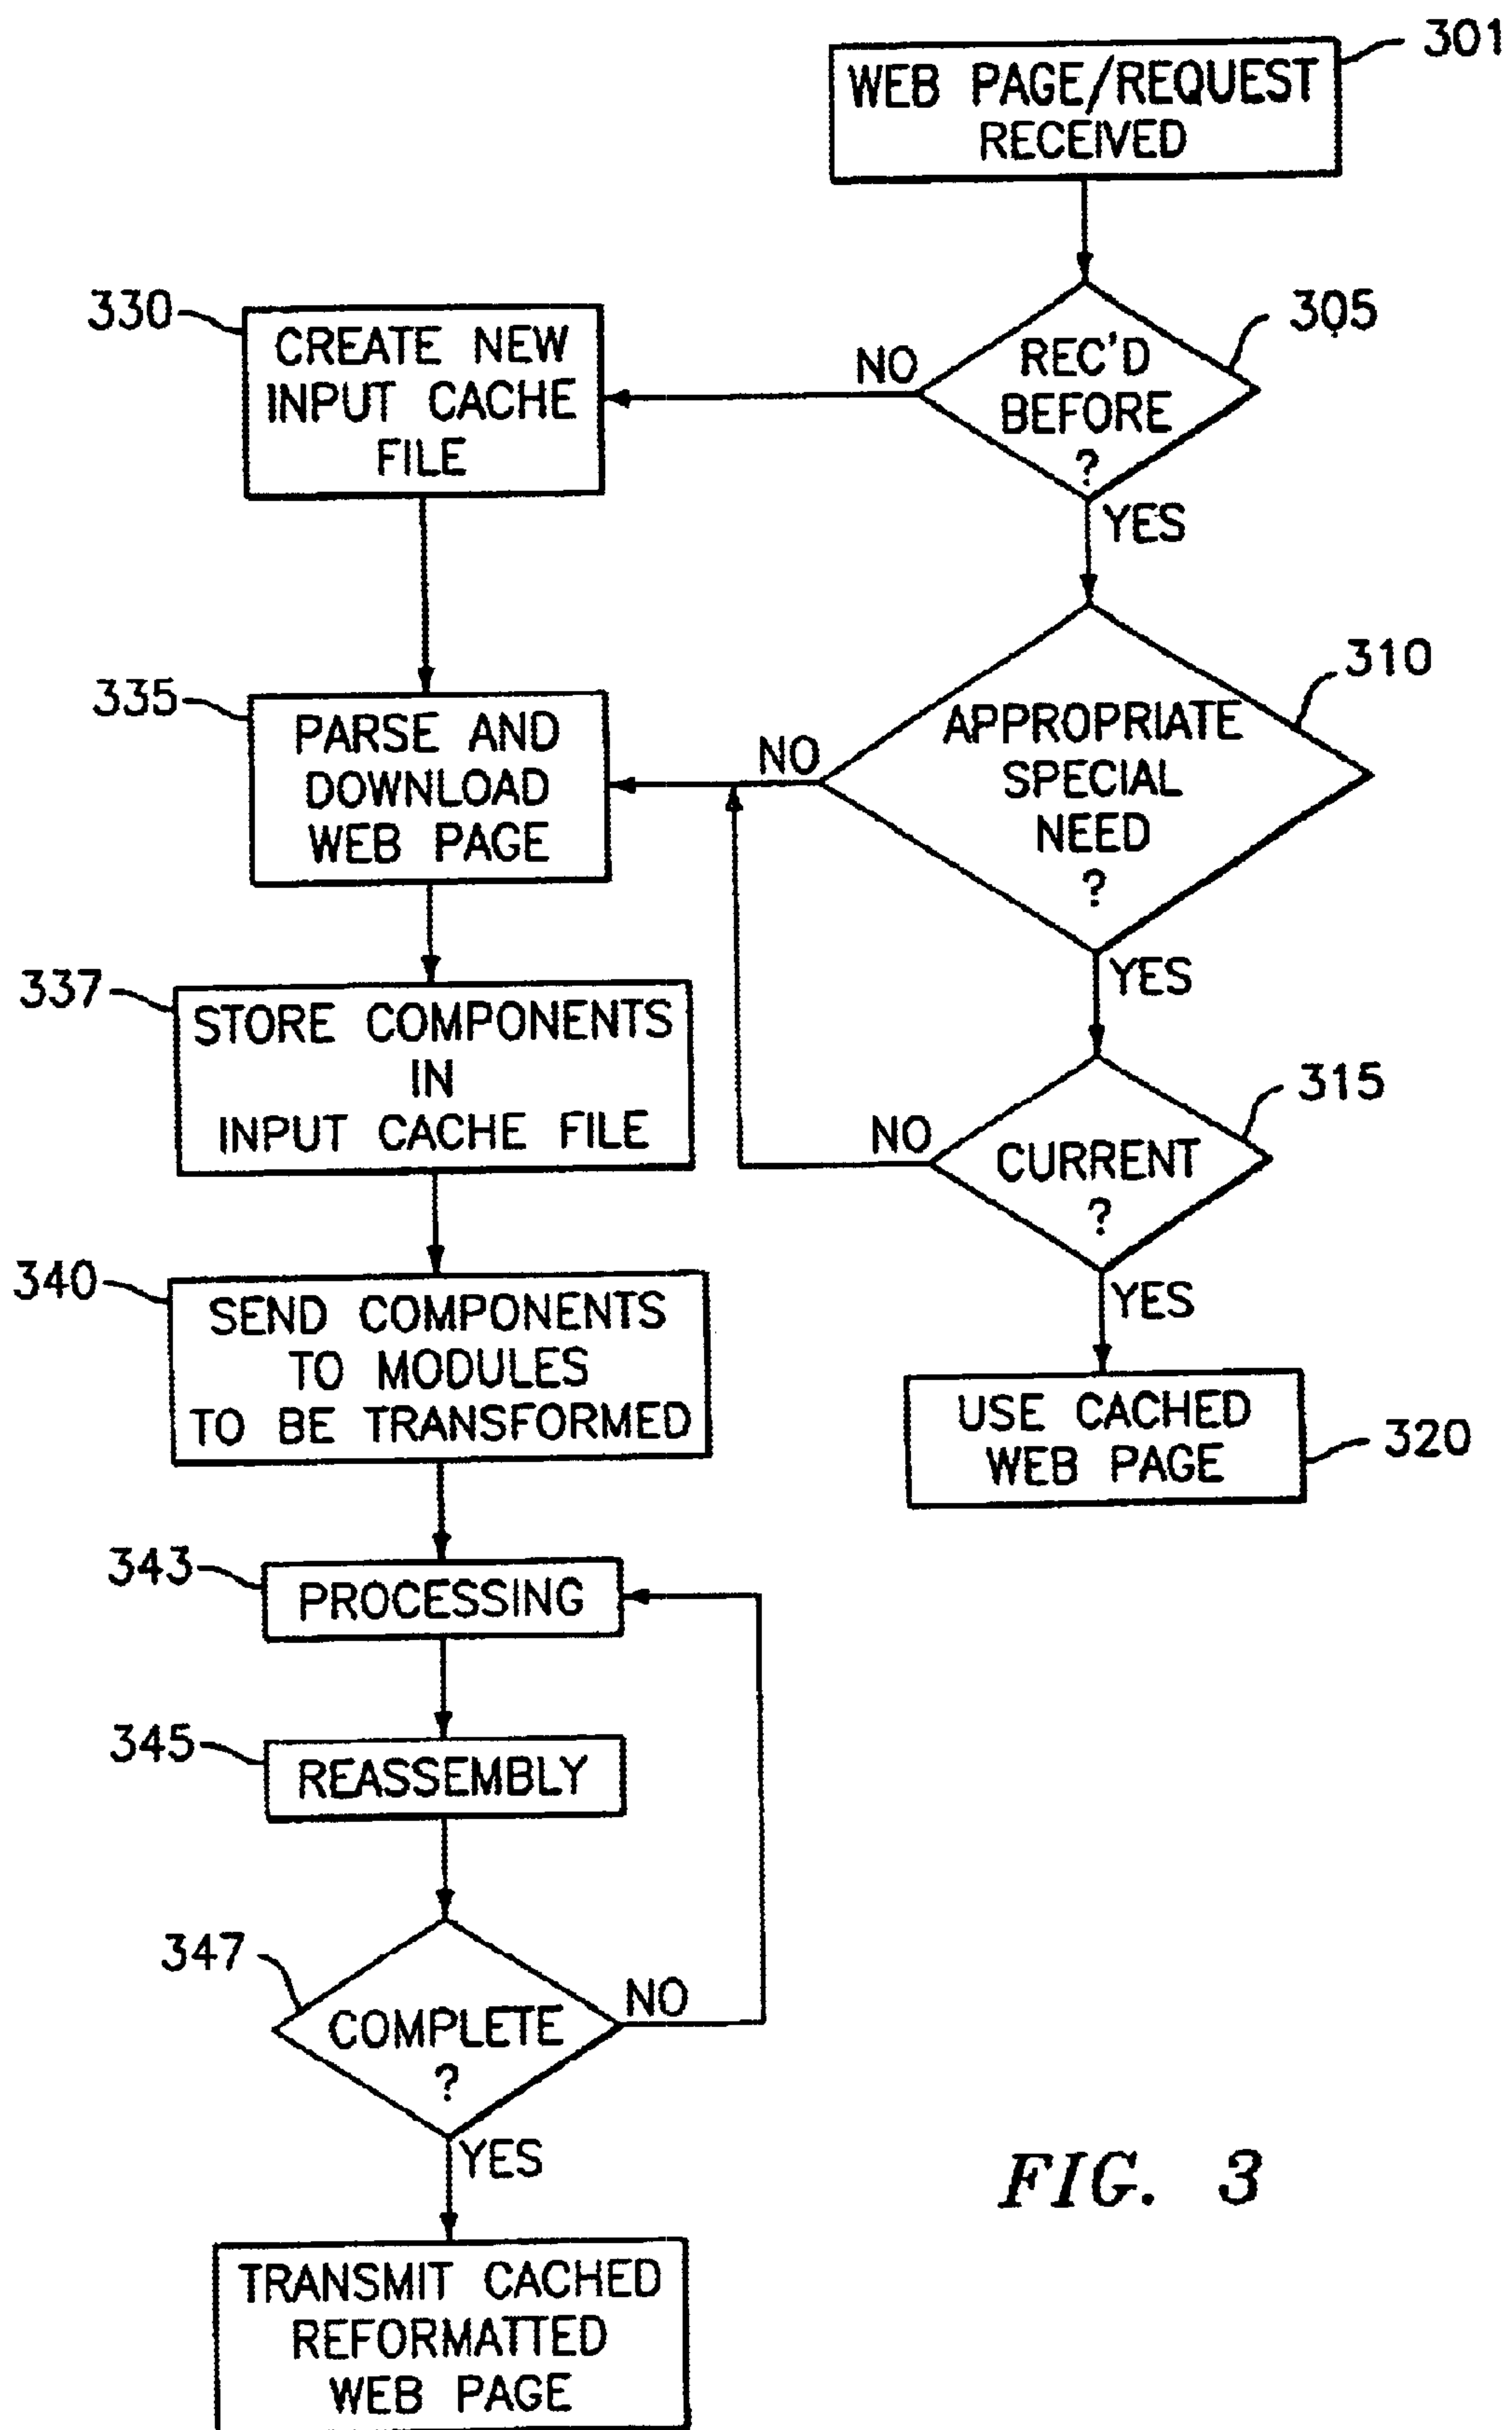 301
WEB PAGE/REQUEST
RECEIVED
305
REC'D
BEFORE
?
NO
YES
330
CREATE NEW
INPUT CACHE
FILE
310
APPROPRIATE
SPECIAL
NEED
?
NO
YES
335
PARSE AND
DOWNLOAD
WEB PAGE
337
STORE COMPONENTS
IN
INPUT CACHE FILE
315
CURRENT
?
NO
YES
340
SEND COMPONENTS
TO MODULES
TO BE TRANSFORMED
USE CACHED
WEB PAGE
320
343
PROCESSING
345
REASSEMBLY
347
COMPLETE
?
NO
YES
TRANSMIT CACHED
REFORMATTED
WEB PAGE
FIG. 3